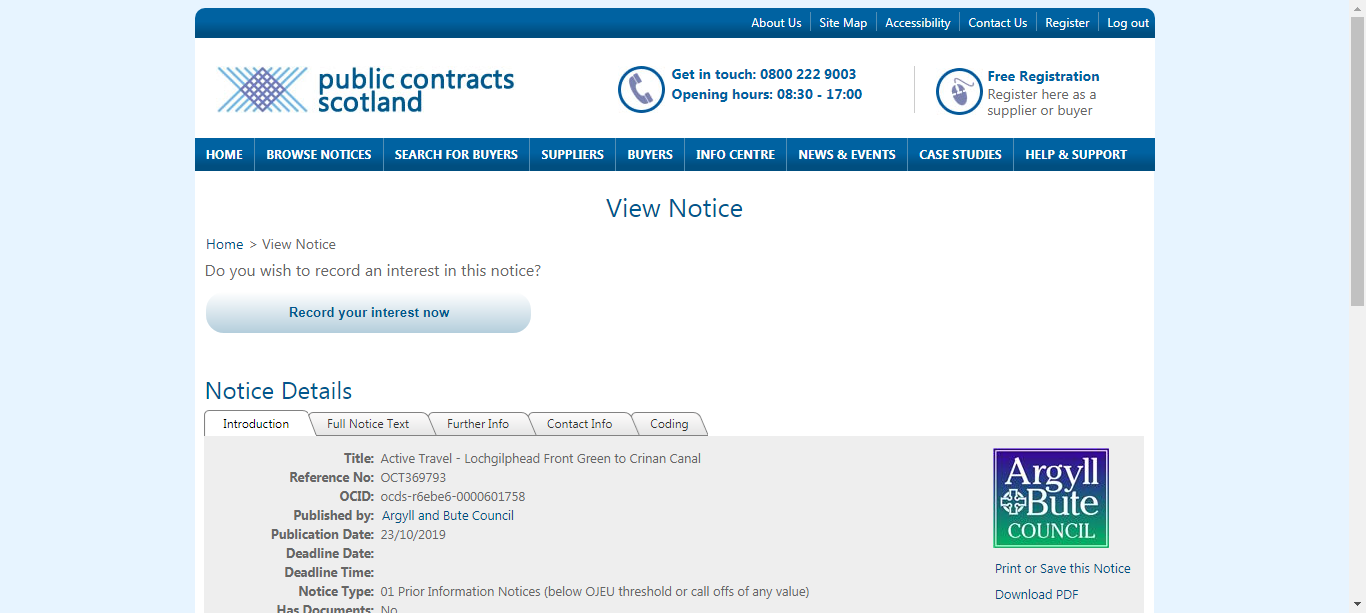 About Us Site Map Accessibility Contact Us Register Log out
public contracts
scotland
Get in touch: 0800 222 9003
Opening hours: 08:30 - 17:00
Free Registration
Register here as a
supplier or buyer
HOME BROWSE NOTICES SEARCH FOR BUYERS SUPPLIERS BUYERS INFO CENTRE NEWS & EVENTS CASE STUDIES HELP & SUPPORT
View Notice
Home > View Notice
Do you wish to record an interest in this notice?
Record your interest now
Notice Details
Introduction Full Notice Text Further Info Contact Info Coding
Title: Active Travel - Lochgilphead Front Green to Crinan Canal
Reference No: OCT369793
OCID: ocds-r6ebe6-0000601758
Published by: Argyll and Bute Council
Publication Date: 23/10/2019
Deadline Date:
Deadline Time:
Notice Type: 01 Prior Information Notices (below OJEU threshold or call offs of any value)
Has Documents: No
Argyll
Bute
COUNCIL
Print or Save this Notice
Download PDF